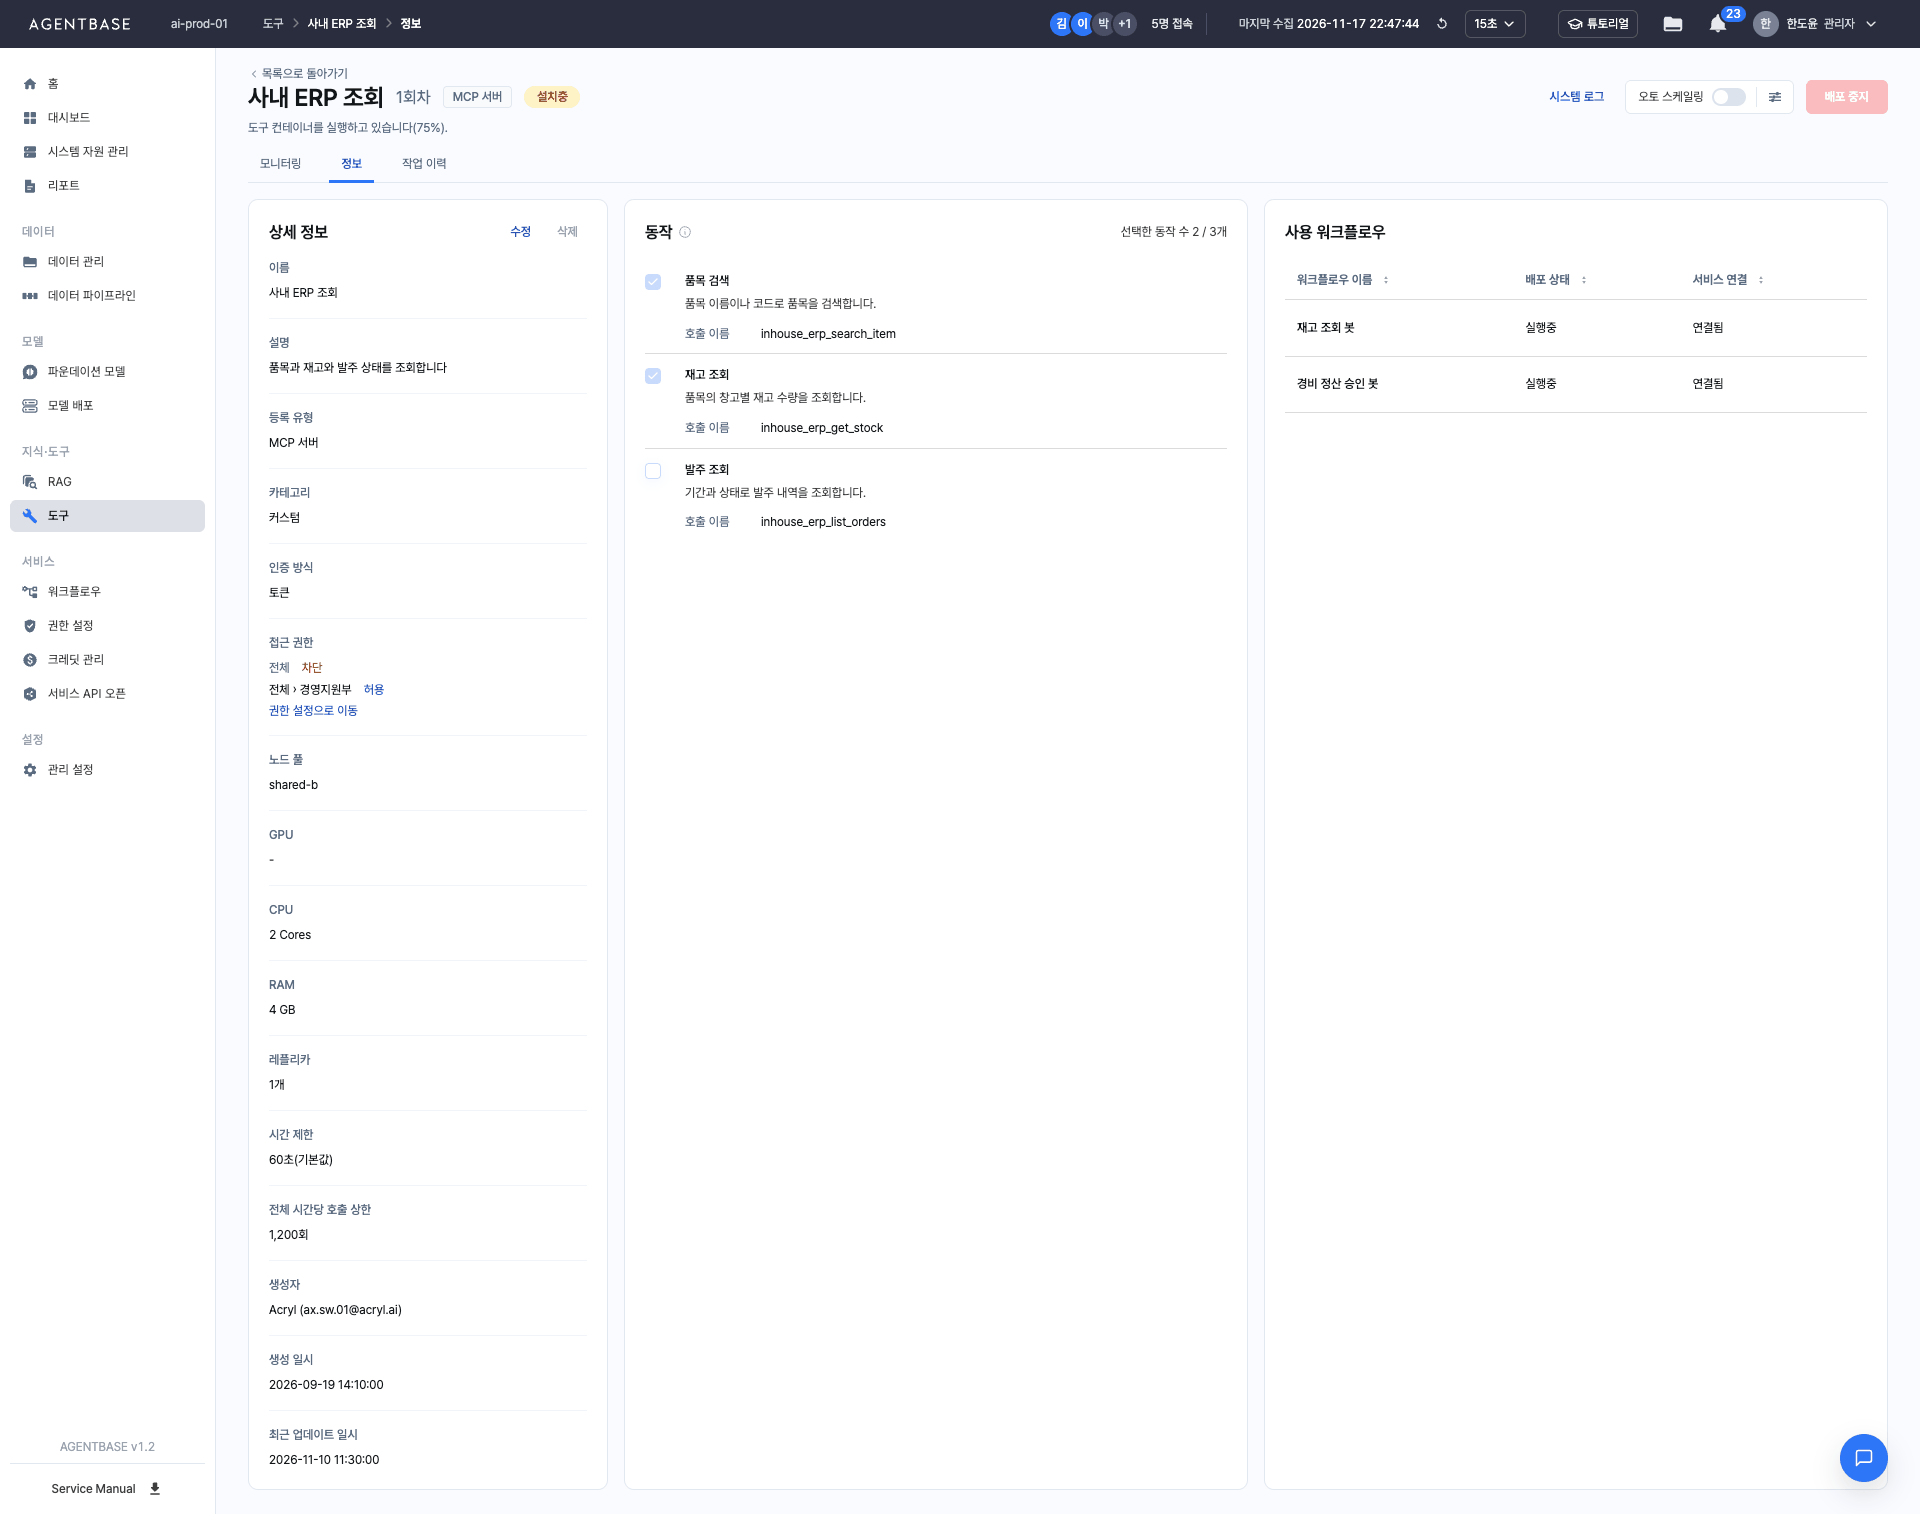 AGENTBASE
ai-prod-01
도구 > 사내 ERP 조회 > 정보
김 이 박 +1 5명 접속
마지막 수집 2026-11-17 22:47:44
15초
튜토리얼
23
한 한도윤 관리자
홈
대시보드
시스템 자원 관리
리포트
데이터
데이터 관리
데이터 파이프라인
모델
파운데이션 모델
모델 배포
지식·도구
RAG
도구
서비스
워크플로우
권한 설정
크레딧 관리
서비스 API 오픈
설정
관리 설정
AGENTBASE v1.2
Service Manual
목록으로 돌아가기
사내 ERP 조회 1회차 MCP 서버 설치중
도구 컨테이너를 실행하고 있습니다(75%).
시스템 로그
오토 스케일링
배포 중지
모니터링 정보 작업 이력
상세 정보 수정 삭제
이름
사내 ERP 조회
설명
품목과 재고와 발주 상태를 조회합니다
등록 유형
MCP 서버
카테고리
커스텀
인증 방식
토큰
접근 권한
전체 차단
전체 › 경영지원부 허용
권한 설정으로 이동
노드 풀
shared-b
GPU
-
CPU
2 Cores
RAM
4 GB
레플리카
1개
시간 제한
60초(기본값)
전체 시간당 호출 상한
1,200회
생성자
Acryl (ax.sw.01@acryl.ai)
생성 일시
2026-09-19 14:10:00
최근 업데이트 일시
2026-11-10 11:30:00
동작 선택한 동작 수 2 / 3개
품목 검색
품목 이름이나 코드로 품목을 검색합니다.
호출 이름 inhouse_erp_search_item
재고 조회
품목의 창고별 재고 수량을 조회합니다.
호출 이름 inhouse_erp_get_stock
발주 조회
기간과 상태로 발주 내역을 조회합니다.
호출 이름 inhouse_erp_list_orders
사용 워크플로우
워크플로우 이름 배포 상태 서비스 연결
재고 조회 봇 실행중 연결됨
경비 정산 승인 봇 실행중 연결됨